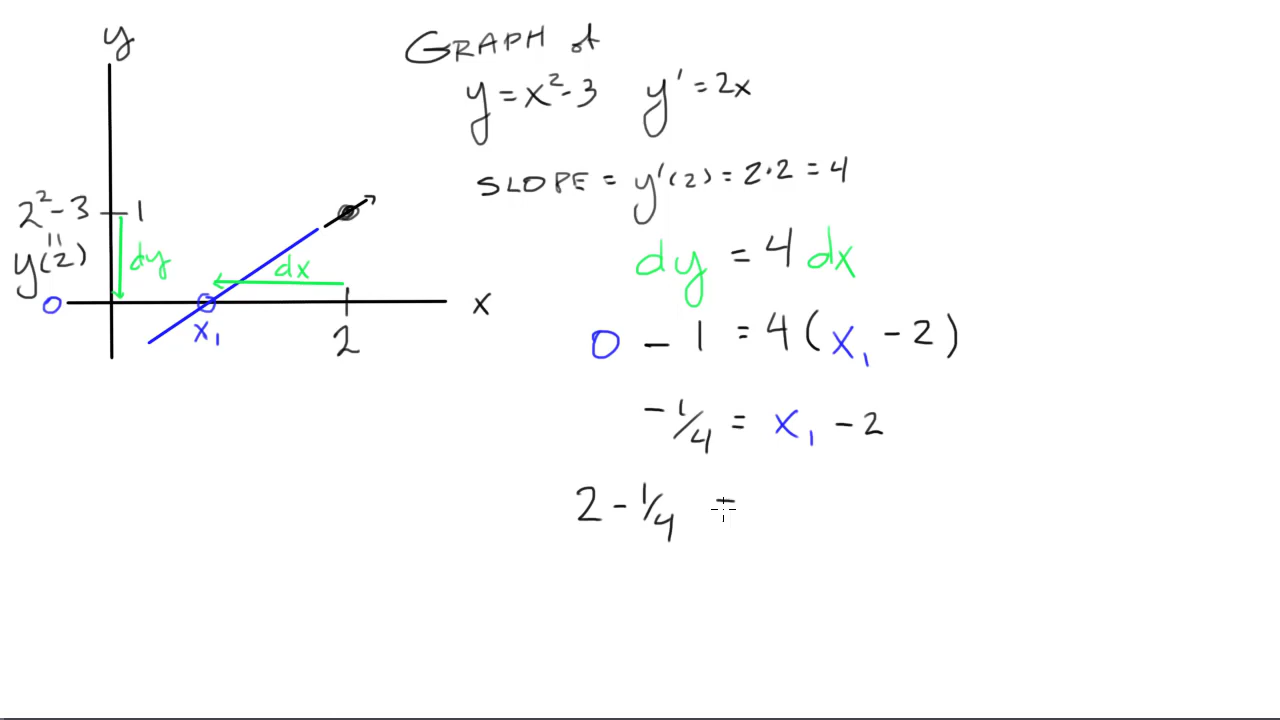 y
GRAPH of
y = x² - 3 y' = 2x
SLOPE = y'(2) = 2·2 = 4
2² - 3 1
"
y(2)
dy
dx
0
x₁
2
x
dy = 4 dx
0 - 1 = 4(x₁ - 2)
-1/4 = x₁ - 2
2 - 1/4 =